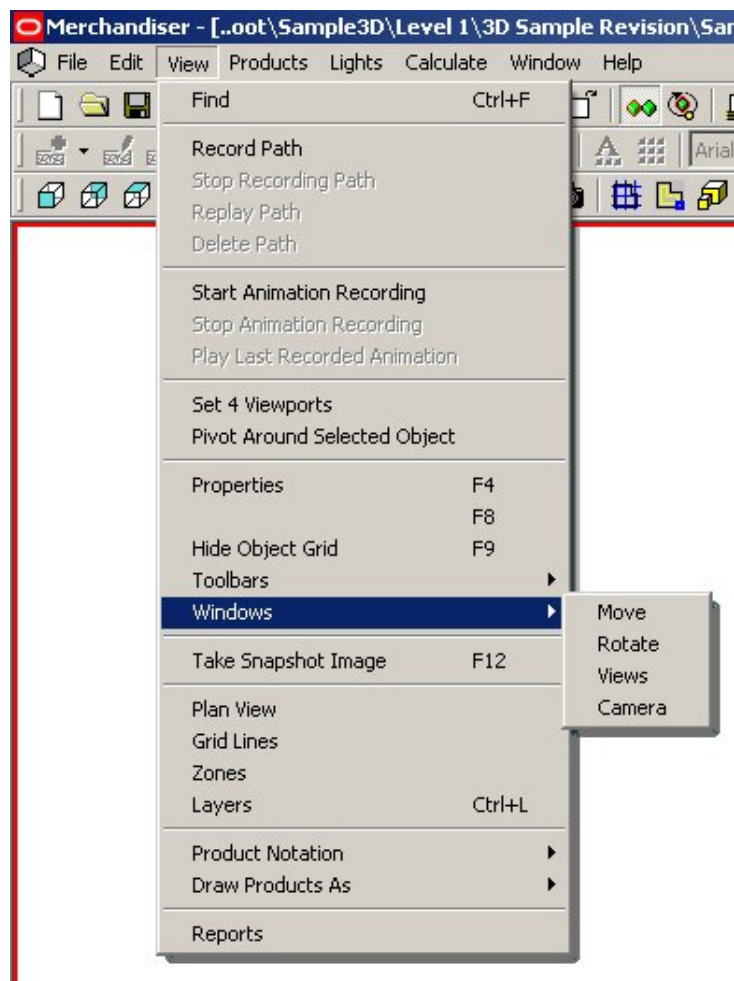 Merchandiser - [..oot\Sample3D\Level 1\3D Sample Revision\Sar
File Edit View Products Lights Calculate Window Help
Find Ctrl+F
Record Path
Stop Recording Path
Replay Path
Delete Path
Start Animation Recording
Stop Animation Recording
Play Last Recorded Animation
Set 4 Viewports
Pivot Around Selected Object
Properties F4
F8
Hide Object Grid F9
Toolbars
Windows
Move
Rotate
Views
Camera
Take Snapshot Image F12
Plan View
Grid Lines
Zones
Layers Ctrl+L
Product Notation
Draw Products As
Reports
Arial